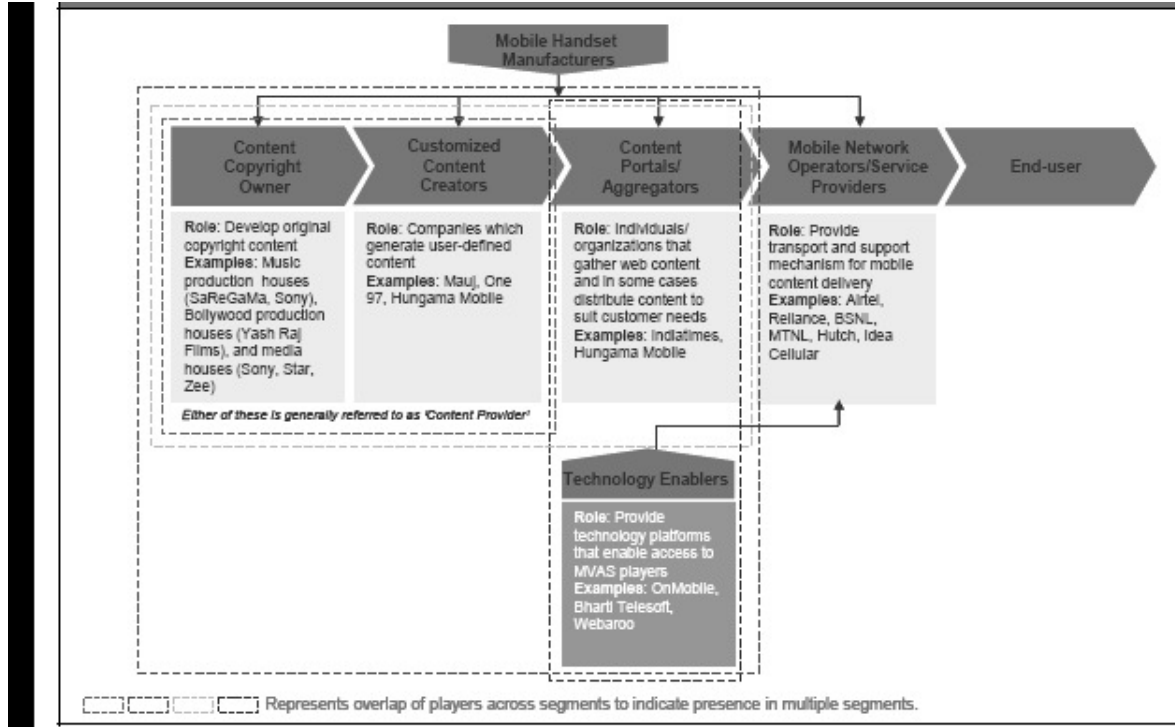 Mobile Handset
Manufacturers
Content
Copyright
Owner
Customized
Content
Creators
Content
Portals/
Aggregators
Mobile Network
Operators/Service
Providers
End-user
Role: Develop original
copyright content
Examples: Music
production houses
(SaReGaMa, Sony),
Bollywood production
houses (Yash Raj
Films), and media
houses (Sony, Star,
Zee)
Role: Companies which
generate user-defined
content
Examples: Mauj, One
97, Hungama Mobile
Role: Individuals/
organizations that
gather web content
and in some cases
distribute content to
suit customer needs
Examples: Indiatimes,
Hungama Mobile
Role: Provide
transport and support
mechanism for mobile
content delivery
Examples: Airtel,
Reliance, BSNL,
MTNL, Hutch, Idea
Cellular
Either of these is generally referred to as 'Content Provider'
Technology Enablers
Role: Provide
technology platforms
that enable access to
MVAS players
Examples: OnMobile,
Bharti Telesoft,
Webaroo
Represents overlap of players across segments to indicate presence in multiple segments.